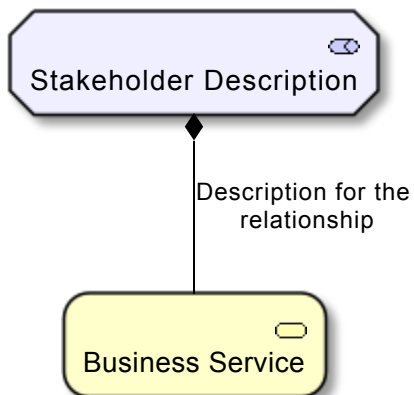 Stakeholder Description
Description for the
relationship
Business Service